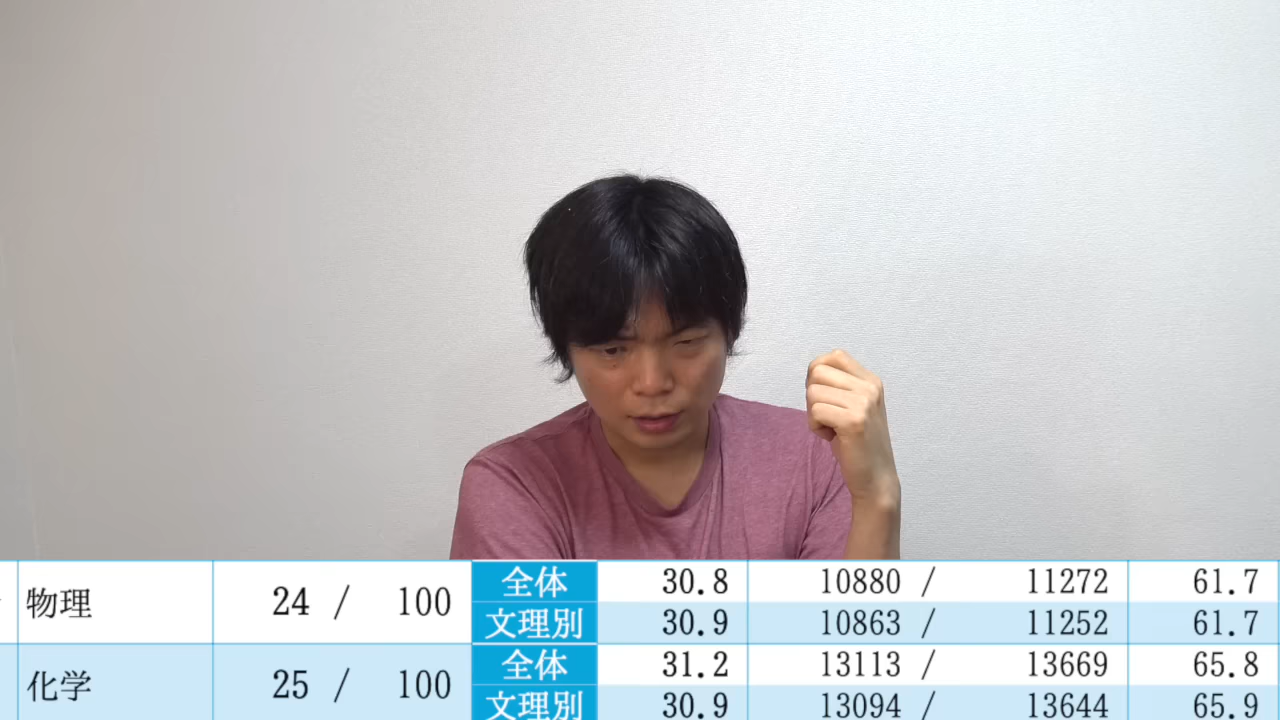 物理 24 / 100 全体 30.8 10880 / 11272 61.7
文理別 30.9 10863 / 11252 61.7
化学 25 / 100 全体 31.2 13113 / 13669 65.8
文理別 30.9 13094 / 13644 65.9